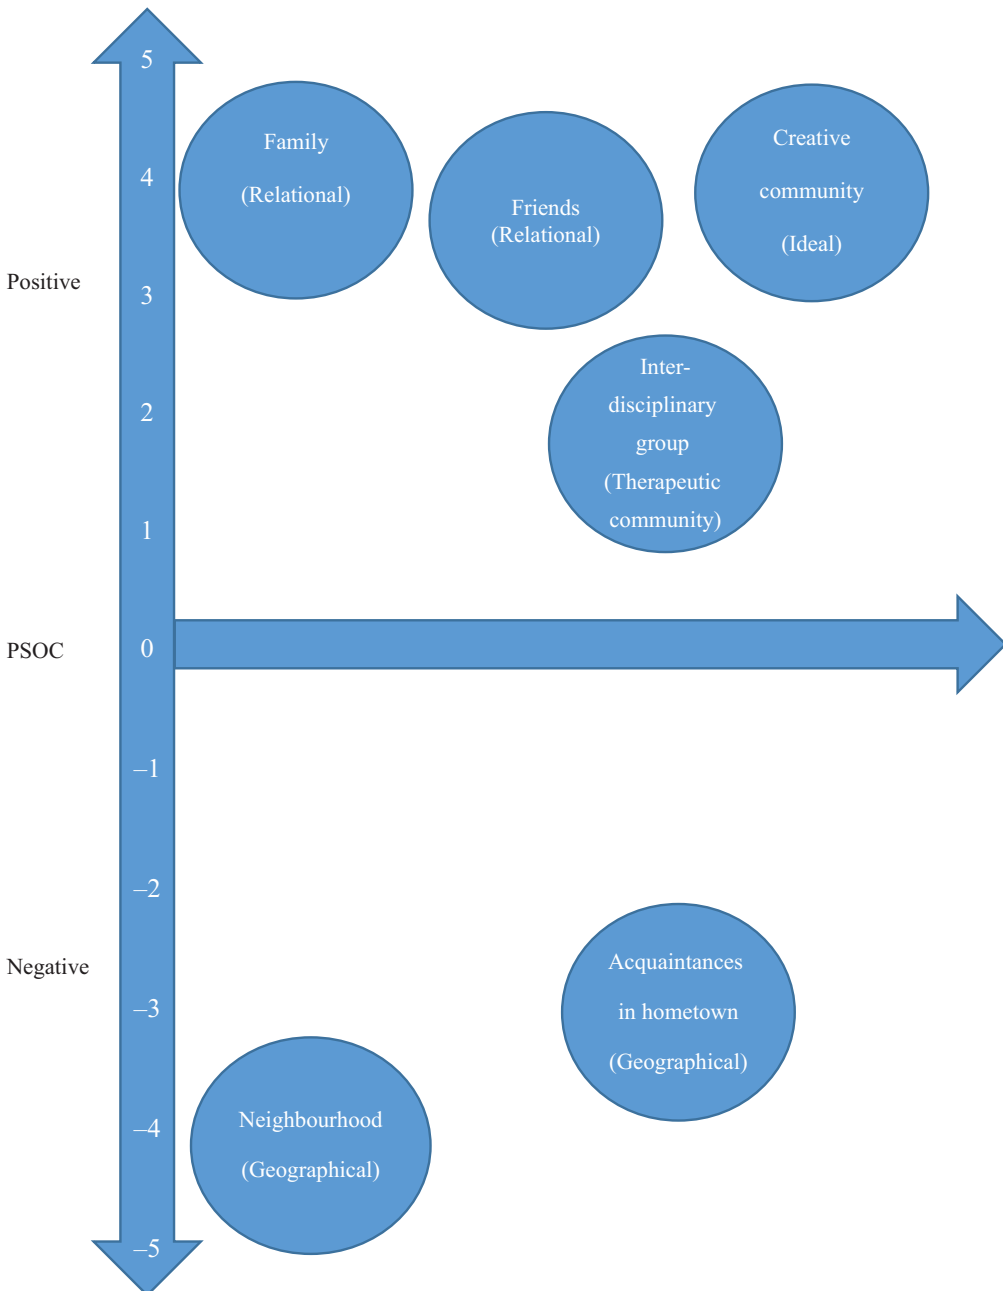 5
4
3
2
1
0
–1
–2
–3
–4
–5
Positive
PSOC
Negative
Family
(Relational)
Friends
(Relational)
Creative
community
(Ideal)
Inter-
disciplinary
group
(Therapeutic
community)
Acquaintances
in hometown
(Geographical)
Neighbourhood
(Geographical)